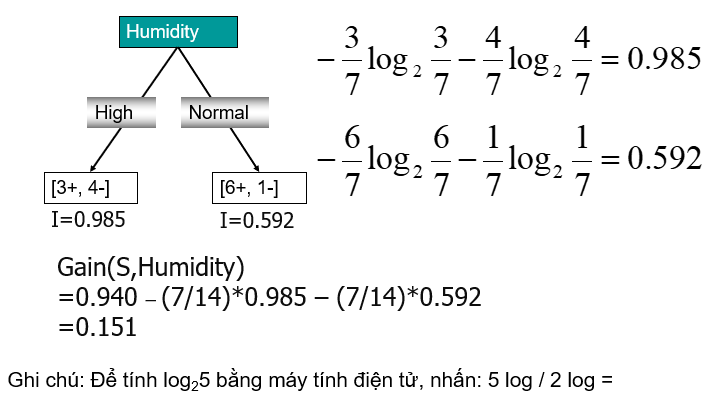 Humidity
High
Normal
[3+, 4-]
[6+, 1-]
I=0.985
I=0.592
−3/7 log₂ 3/7 − 4/7 log₂ 4/7 = 0.985
−6/7 log₂ 6/7 − 1/7 log₂ 1/7 = 0.592
Gain(S,Humidity)
=0.940 – (7/14)*0.985 – (7/14)*0.592
=0.151
Ghi chú: Để tính log₂5 bằng máy tính điện tử, nhấn: 5 log / 2 log =